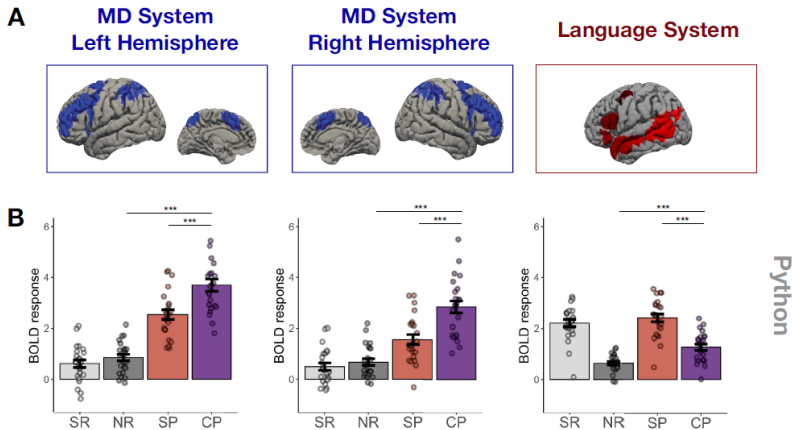 A
MD System
Left Hemisphere
MD System
Right Hemisphere
Language System
B
BOLD response
6
4
2
0
***
***
SR NR SP CP
BOLD response
6
4
2
0
***
***
SR NR SP CP
BOLD response
6
4
2
0
***
***
SR NR SP CP
Python